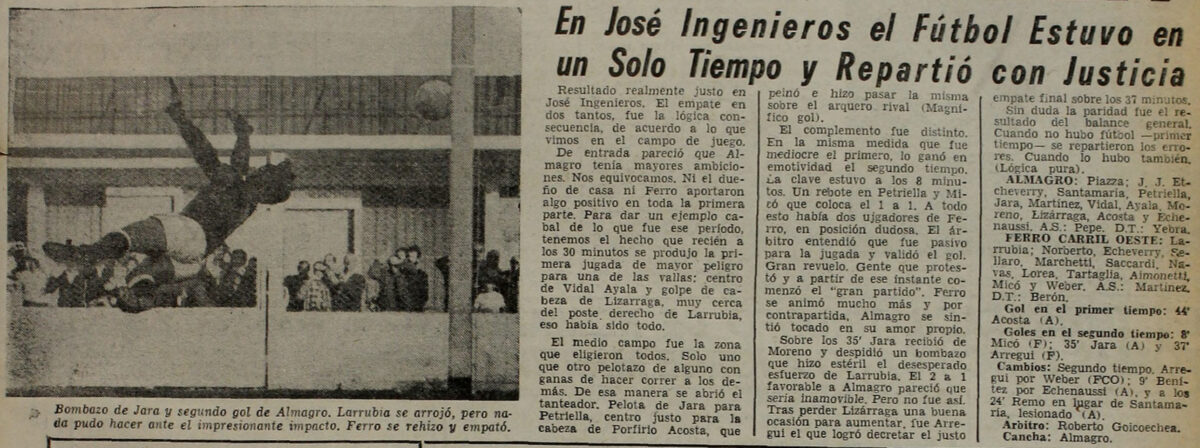 En José Ingenieros el Fútbol Estuvo en
un Solo Tiempo y Repartió con Justicia
Resultado realmente justo en
José Ingenieros. El empate en
dos tantos, fue la lógica con-
secuencia, de acuerdo a lo que
vimos en el campo de juego.
De entrada pareció que Al-
magro tenía mayores ambicio-
nes. Nos equivocamos. Ni el due-
ño de casa ni Ferro aportaron
algo positivo en toda la primera
parte. Para dar un ejemplo ca-
bal de lo que fue ese período,
tenemos el hecho que recién a
los 30 minutos se produjo la pri-
mera jugada de mayor peligro
para una de las vallas: centro
de Vidal Ayala y golpe de ca-
beza de Lizarraga, muy cerca
del poste derecho de Larrubia,
eso había sido todo.
El medio campo fue la zona
que eligieron todos. Solo uno
que otro pelotazo de alguno con
ganas de hacer correr a los de-
más. De esa manera se abrió el
tanteador. Pelota de Jara para
Petriella, centro justo para la
cabeza de Porfirio Acosta, que
peinó e hizo pasar la misma
sobre el arquero rival (Magní-
fico gol).
El complemento fue distinto.
En la misma medida que fue
mediocre el primero, lo ganó en
emotividad el segundo tiempo.
La clave estuvo a los 8 minu-
tos. Un rebote en Petriella y Mi-
có que coloca el 1 a 1. A todo
esto había dos ujgadores de Fe-
rro, en posición dudosa. El ár-
bitro entendió que fue pasivo
para la jugada y validó el gol.
Gran revuelo. Gente que protes-
tó y a partir de ese instante co-
menzó el "gran partido". Ferro
se animó mucho más y por
contrapartida, Almagro se sin-
tió tocado en su amor propio.
Sobre los 35' Jara recibió de
Moreno y despidió un bombazo
que hizo estéril el desesperado
esfuerzo de Larrubia. El 2 a 1
favorable a Almagro pareció que
sería inamovible. Pero no fue así.
Tras perder Lizárraga una buena
ocasión para aumentar, fue Arre-
gui el que logró decretar el justo
empate final sobre los 37 minutos.
Sin duda la paridad fue el re-
sultado del balance general.
Cuando no hubo fútbol —primer
tiempo— se repartieron los erro-
res. Cuando lo hubo también.
(Lógica pura).
ALMAGRO: Piazza; J. J. Et-
cheverry, Santamaría, Petriella,
Jara, Martínez, Vidal, Ayala, Mo-
reno, Lizárraga, Acosta y Eche-
naussi. A.S.: Pepe. D.T.: Yebra.
FERRO CARRIL OESTE: La-
rrubia; Norberto, Echeverry, Se-
llaro, Marchetti, Saccardi, Na-
vas, Lorea, Tartaglia, Aimonetti,
Micó y Weber. A.S.: Martínez.
D.T.: Berón.
Gol en el primer tiempo: 44'
Acosta (A).
Goles en el segundo tiempo: 8'
Micó (F); 35' Jara (A) y 37'
Arregui (F).
Cambios: Segundo tiempo. Arre-
gui por Weber (FCO); 9' Bení-
tez por Echenaussi (A), y a los
24' Remo en lugar de Santama-
ría, lesionado (A).
Arbitro: Roberto Goicoechea.
Cancha: Almagro.
Bombazo de Jara y segundo gol de Almagro. Larrubia se arrojó, pero na-
da pudo hacer ante el impresionante impacto. Ferro se rehizo y empató.